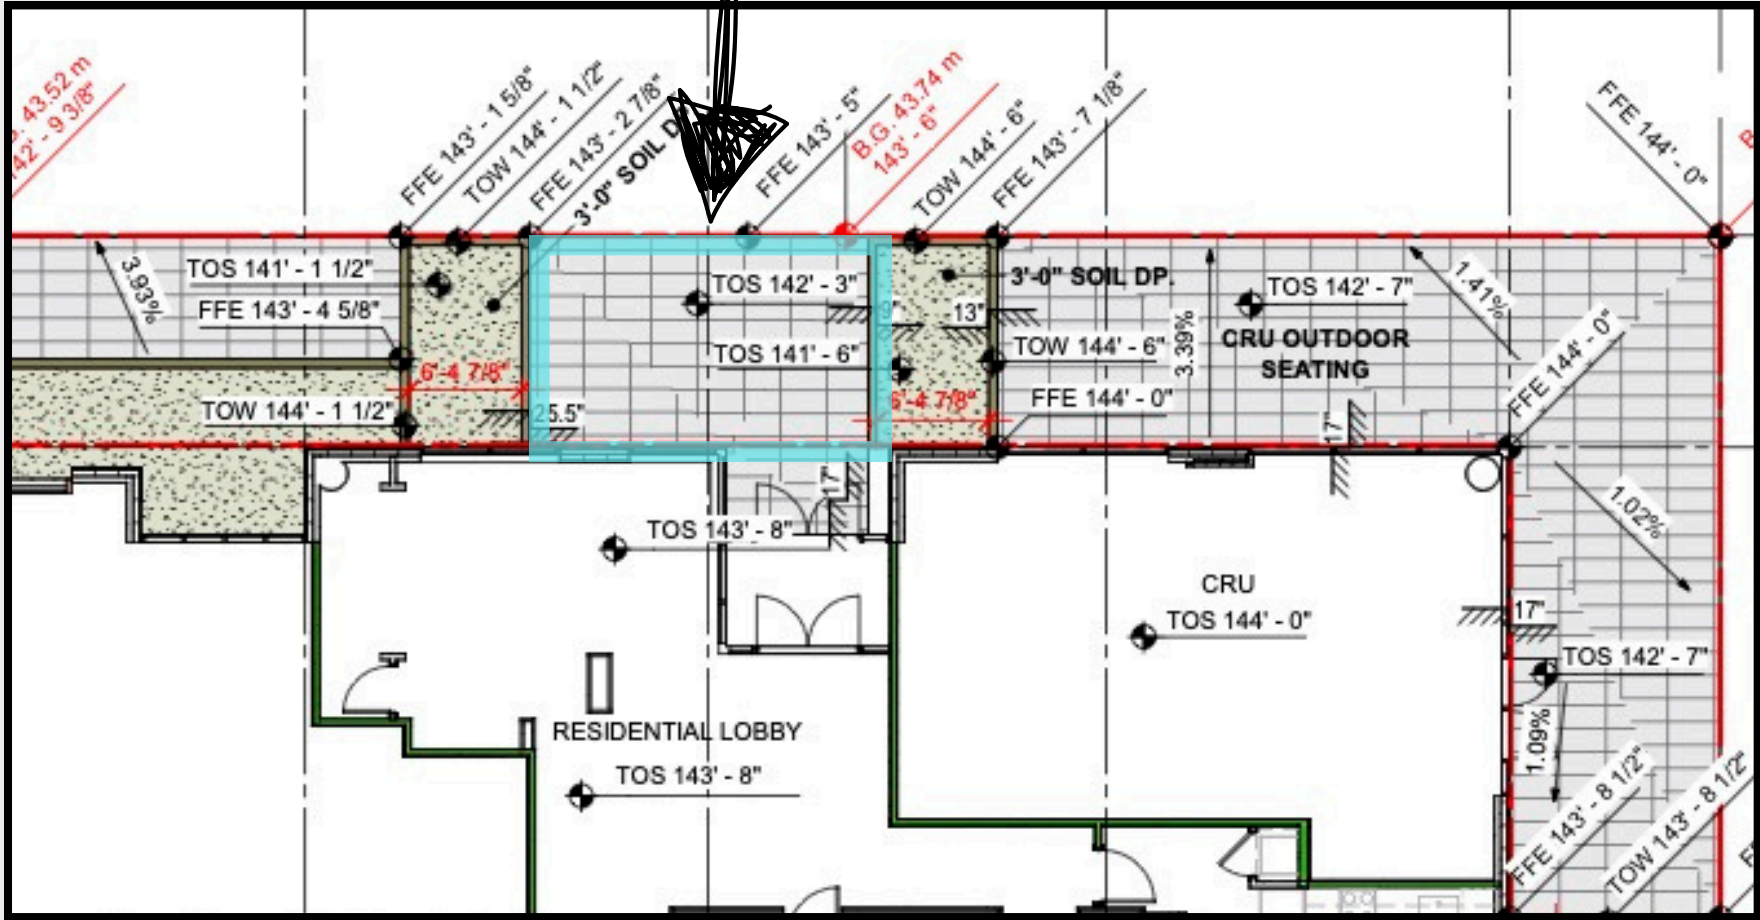 43.52 m
42' - 9 3/8"
FFE 143' - 1 5/8"
TOW 144' - 1 1/2"
FFE 143' - 2 7/8"
3'-0" SOIL
FFE 143' - 5"
B.G. 43.74 m
143' - 6"
TOW 144' - 6"
FFE 143' - 7 1/8"
FFE 144' - 0"
3.93%
TOS 141' - 1 1/2"
FFE 143' - 4 5/8"
6'-4 7/8"
TOW 144' - 1 1/2"
25.5"
TOS 142' - 3"
TOS 141' - 6"
9"
13"
3'-0" SOIL DP.
TOW 144' - 6"
6'-4 7/8"
FFE 144' - 0"
3.39%
TOS 142' - 7"
CRU OUTDOOR
SEATING
1.41%
FFE 144' - 0"
17"
17"
TOS 143' - 8"
1.02%
CRU
TOS 144' - 0"
17"
TOS 142' - 7"
RESIDENTIAL LOBBY
TOS 143' - 8"
1.09%
FFE 143' - 8 1/2"
TOW 143' - 8 1/2"